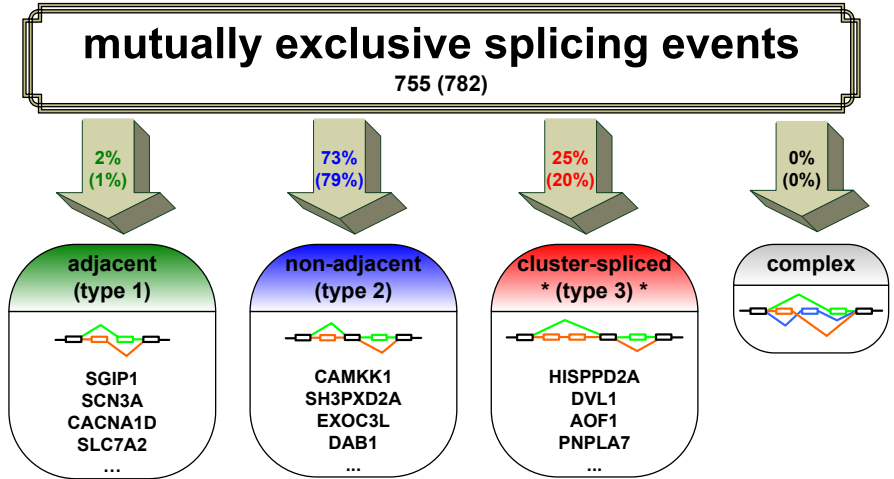 mutually exclusive splicing events
755 (782)
2%
(1%)
73%
(79%)
25%
(20%)
0%
(0%)
adjacent
(type 1)
SGIP1
SCN3A
CACNA1D
SLC7A2
...
non-adjacent
(type 2)
CAMKK1
SH3PXD2A
EXOC3L
DAB1
...
cluster-spliced
* (type 3) *
HISPPD2A
DVL1
AOF1
PNPLA7
...
complex